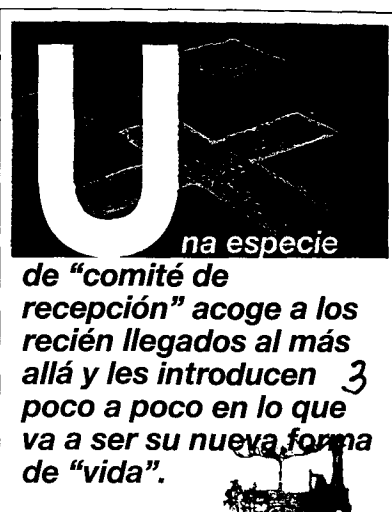 Una especie
de “comité de
recepción” acoge a los
recién llegados al más
allá y les introducen 3
poco a poco en lo que
va a ser su nueva forma
de “vida”.